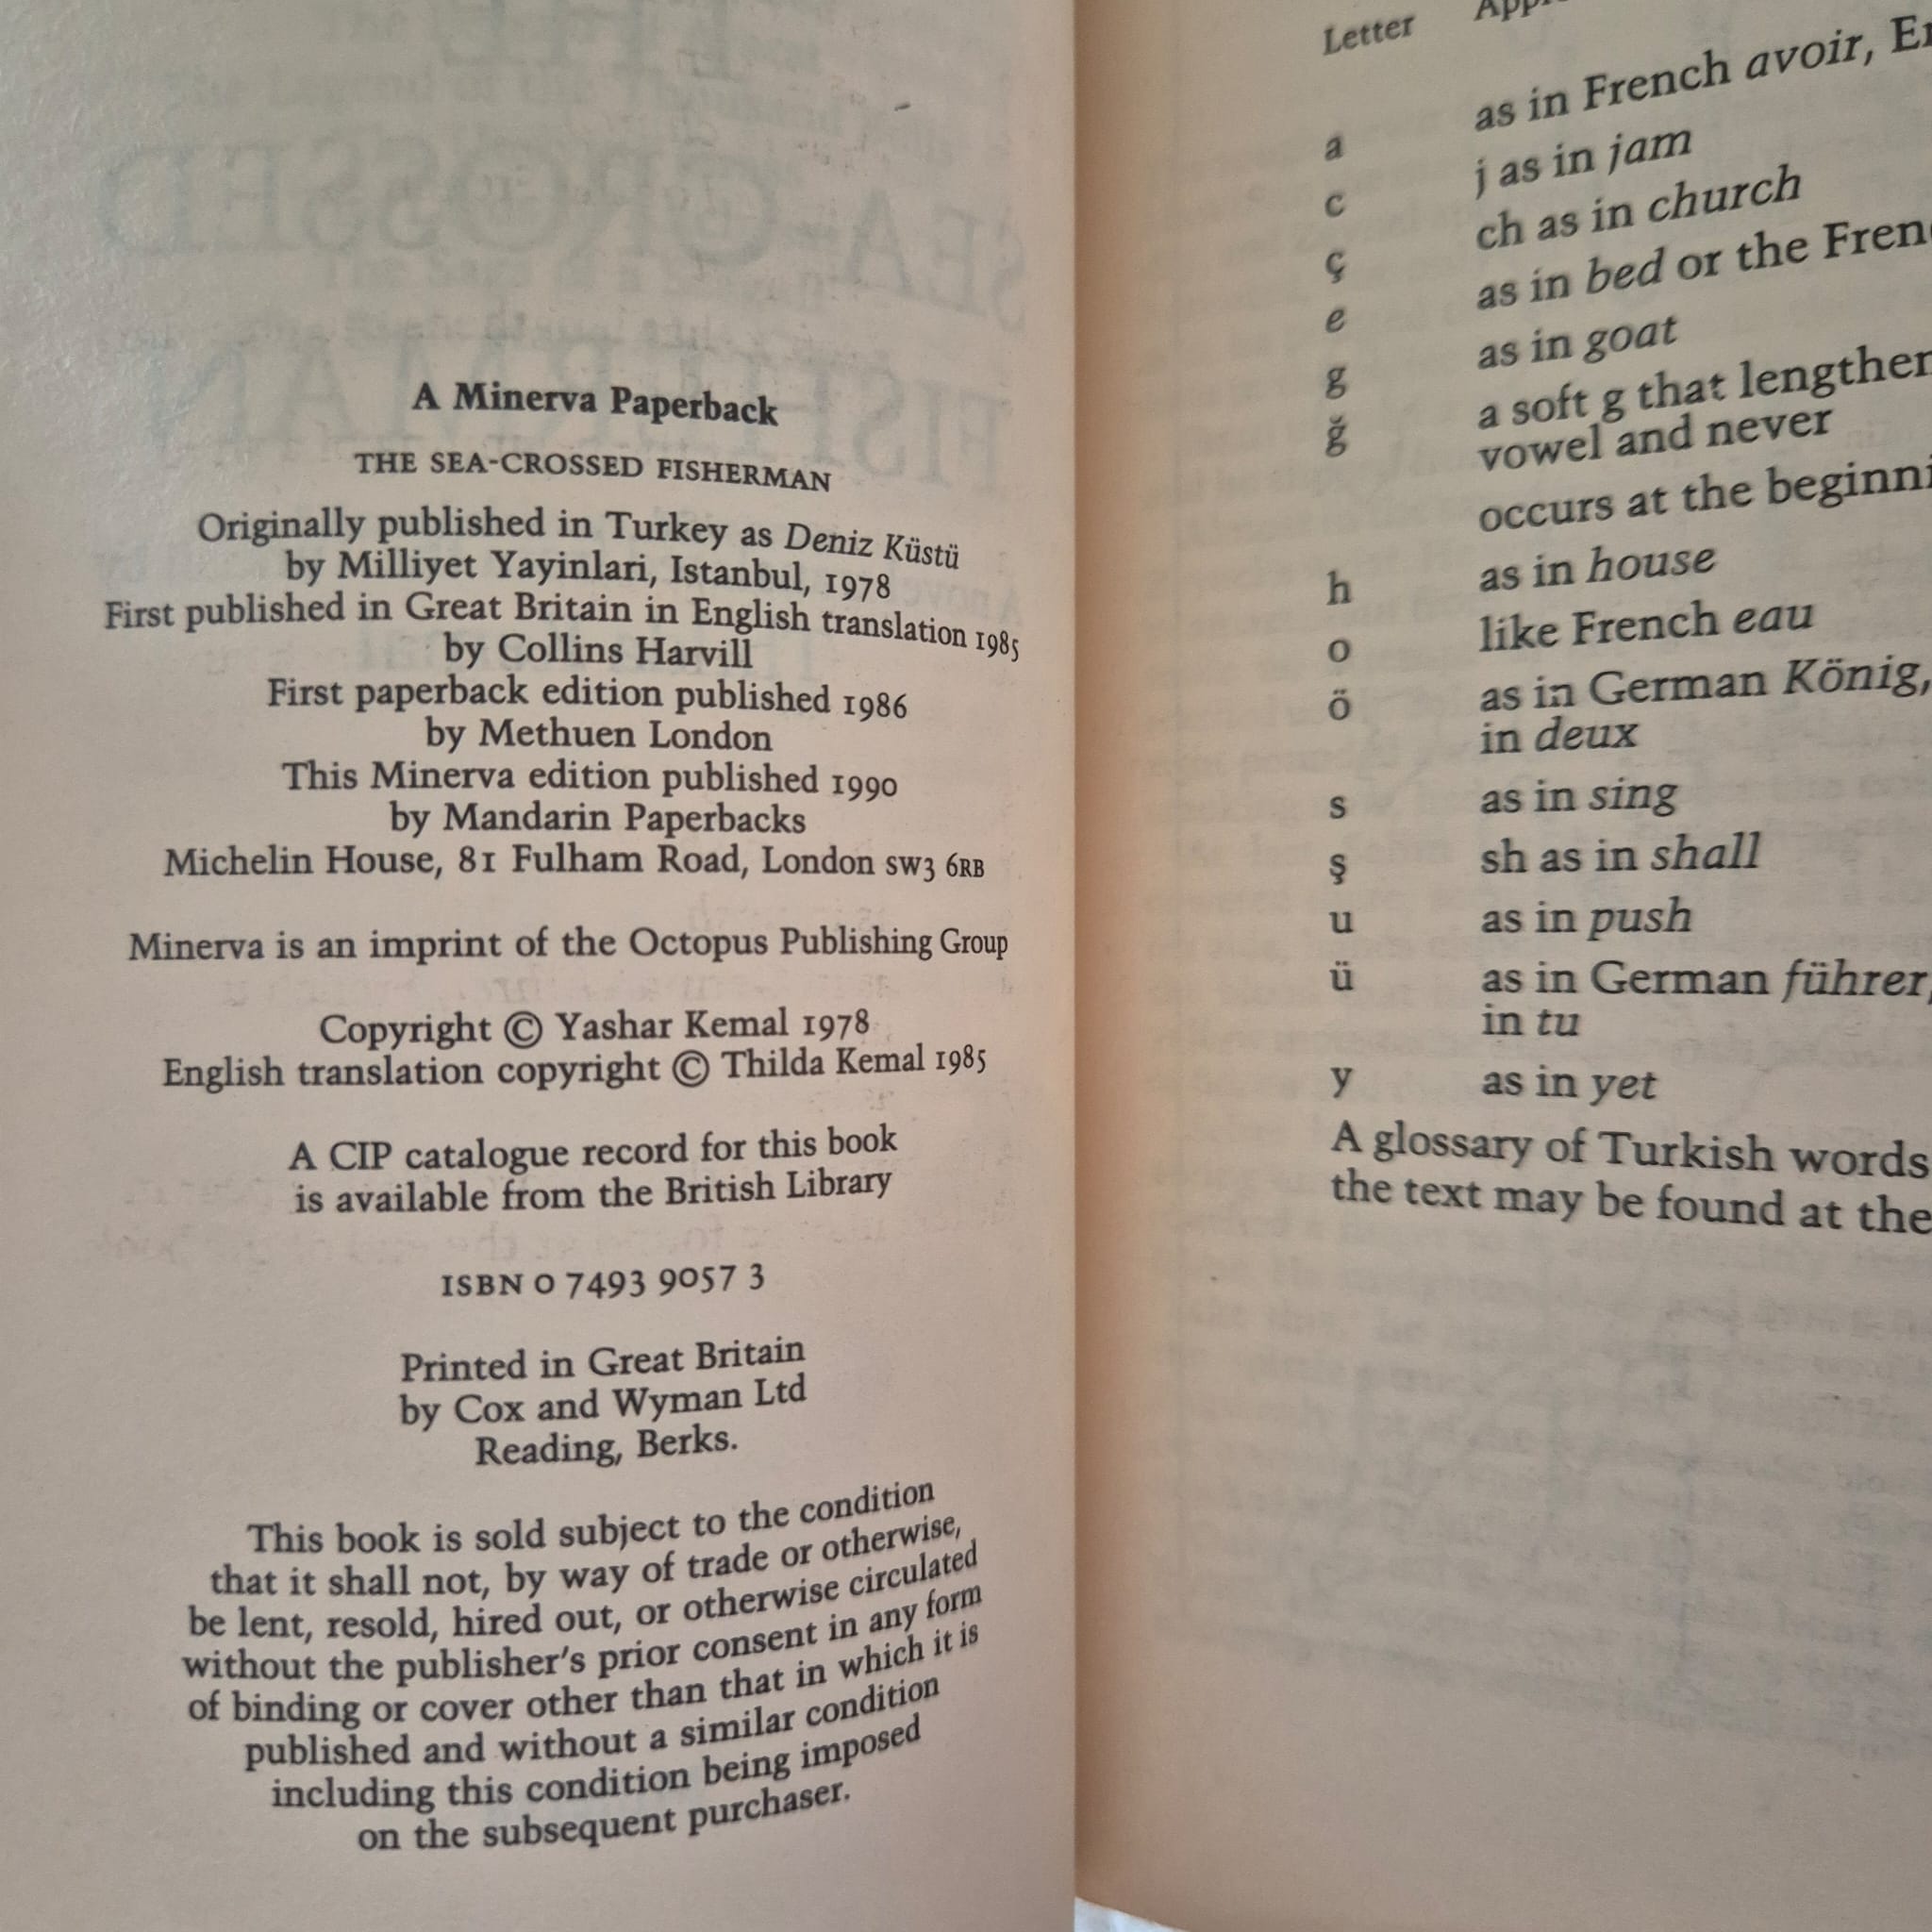 A Minerva Paperback
THE SEA-CROSSED FISHERMAN
Originally published in Turkey as Deniz Küstü
by Milliyet Yayinlari, Istanbul, 1978
First published in Great Britain in English translation 1985
by Collins Harvill
First paperback edition published 1986
by Methuen London
This Minerva edition published 1990
by Mandarin Paperbacks
Michelin House, 81 Fulham Road, London SW3 6RB
Minerva is an imprint of the Octopus Publishing Group
Copyright © Yashar Kemal 1978
English translation copyright © Thilda Kemal 1985
A CIP catalogue record for this book
is available from the British Library
ISBN 0 7493 9057 3
Printed in Great Britain
by Cox and Wyman Ltd
Reading, Berks.
This book is sold subject to the condition
that it shall not, by way of trade or otherwise,
be lent, resold, hired out, or otherwise circulated
without the publisher's prior consent in any form
of binding or cover other than that in which it is
published and without a similar condition
including this condition being imposed
on the subsequent purchaser.
Letter
a as in French avoir,
c j as in jam
ç ch as in church
e as in bed or the
g as in goat
ğ a soft g that
vowel and never
occurs at the
h as in house
o like French eau
ö as in German König,
in deux
s as in sing
ş sh as in shall
u as in push
ü as in German führer,
in tu
y as in yet
A glossary of Turkish words
the text may be found at the